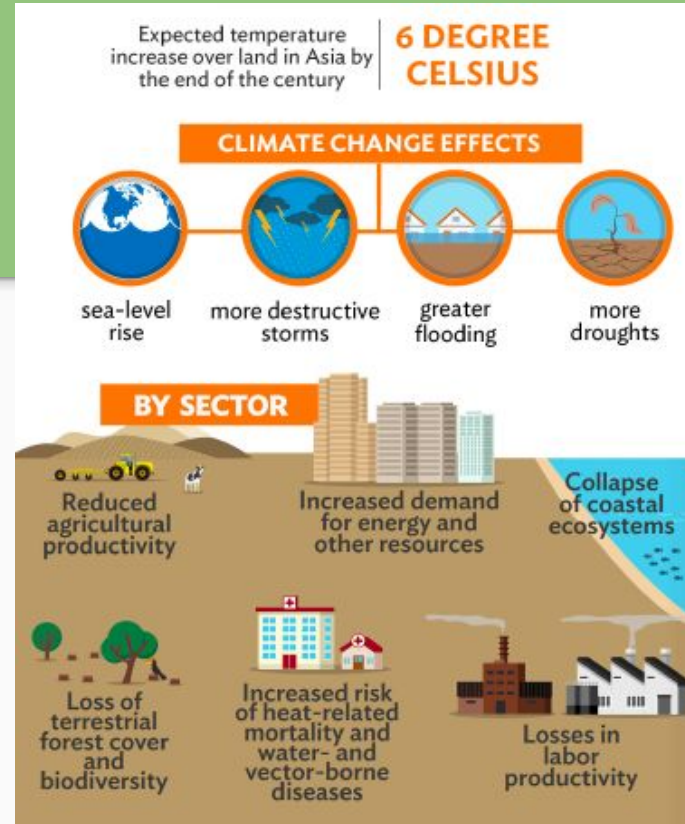 Expected temperature
increase over land in Asia by
the end of the century
6 DEGREE
CELSIUS
CLIMATE CHANGE EFFECTS
sea-level
rise
more destructive
storms
greater
flooding
more
droughts
BY SECTOR
Reduced
agricultural
productivity
Increased demand
for energy and
other resources
Collapse
of coastal
ecosystems
Loss of
terrestrial
forest cover
and
biodiversity
Increased risk
of heat-related
mortality and
water- and
vector-borne
diseases
Losses in
labor
productivity